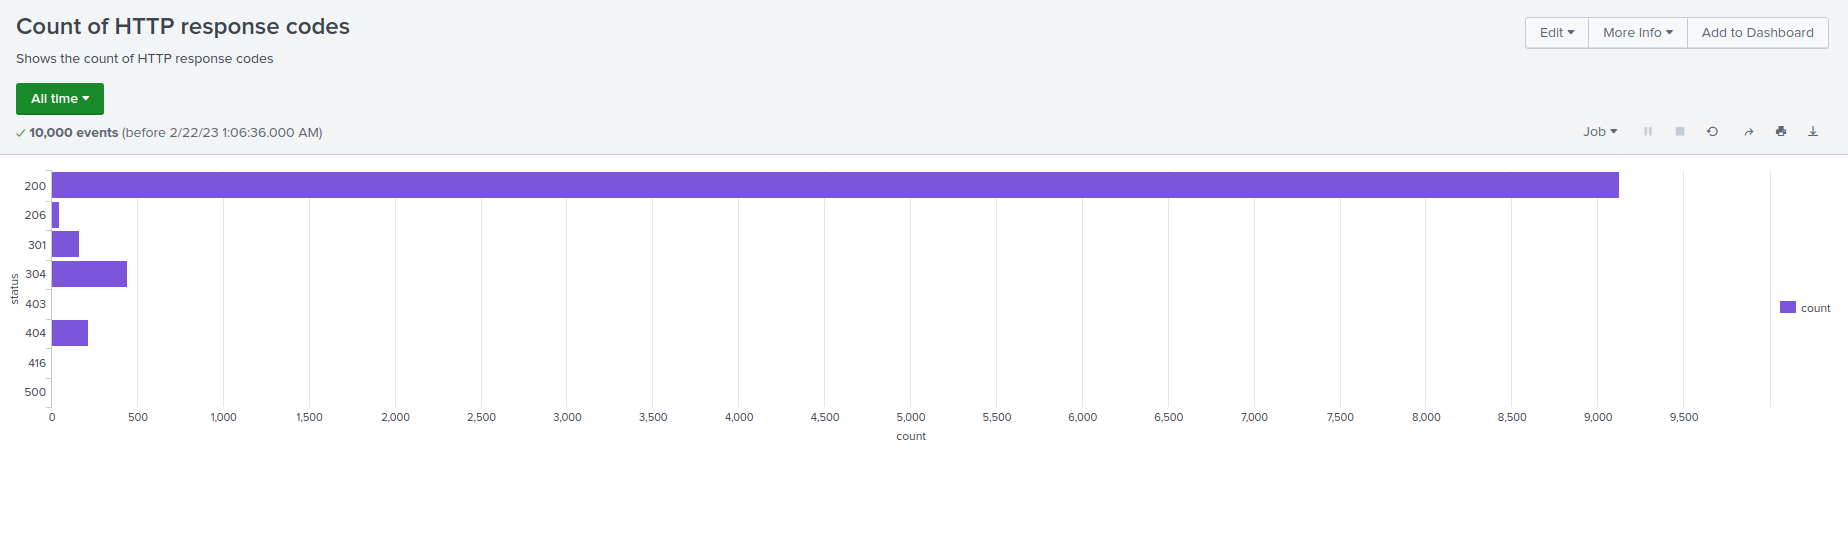 Count of HTTP response codes
Edit More Info Add to Dashboard
Shows the count of HTTP response codes
All time
10,000 events (before 2/22/23 1:06:36.000 AM)
Job
200
206
301
304
403
404
416
500
status
0 500 1,000 1,500 2,000 2,500 3,000 3,500 4,000 4,500 5,000 5,500 6,000 6,500 7,000 7,500 8,000 8,500 9,000 9,500
count
count